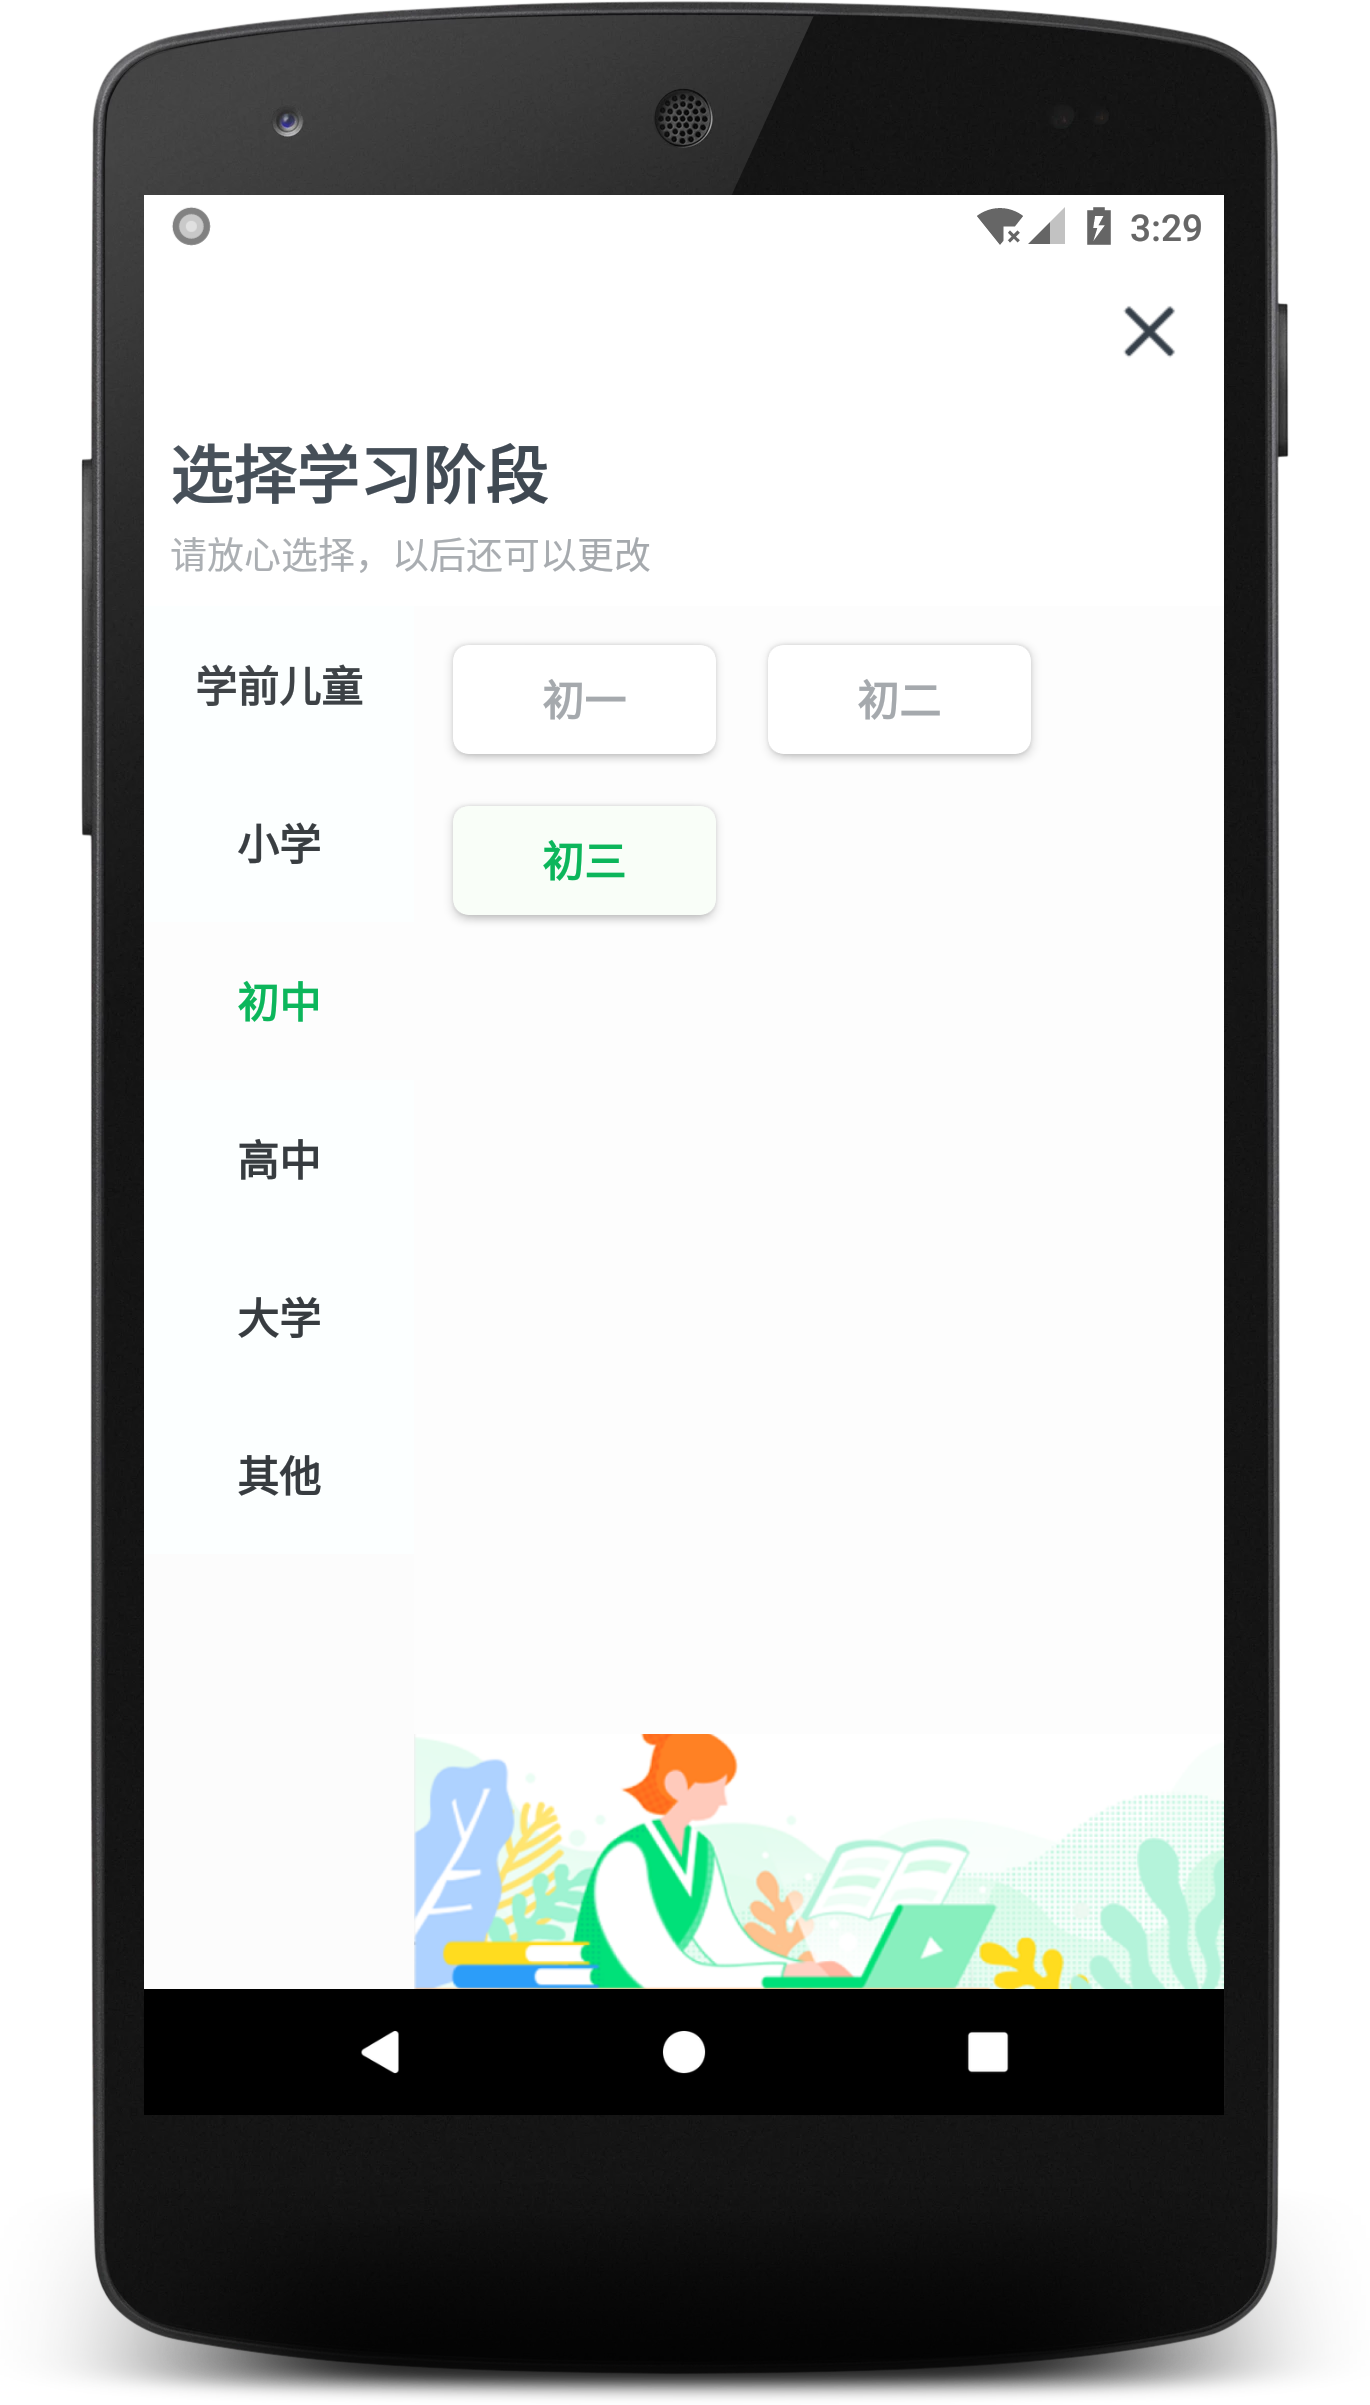 3:29
选择学习阶段
请放心选择，以后还可以更改
学前儿童
初一 初二
小学
初三
初中
高中
大学
其他